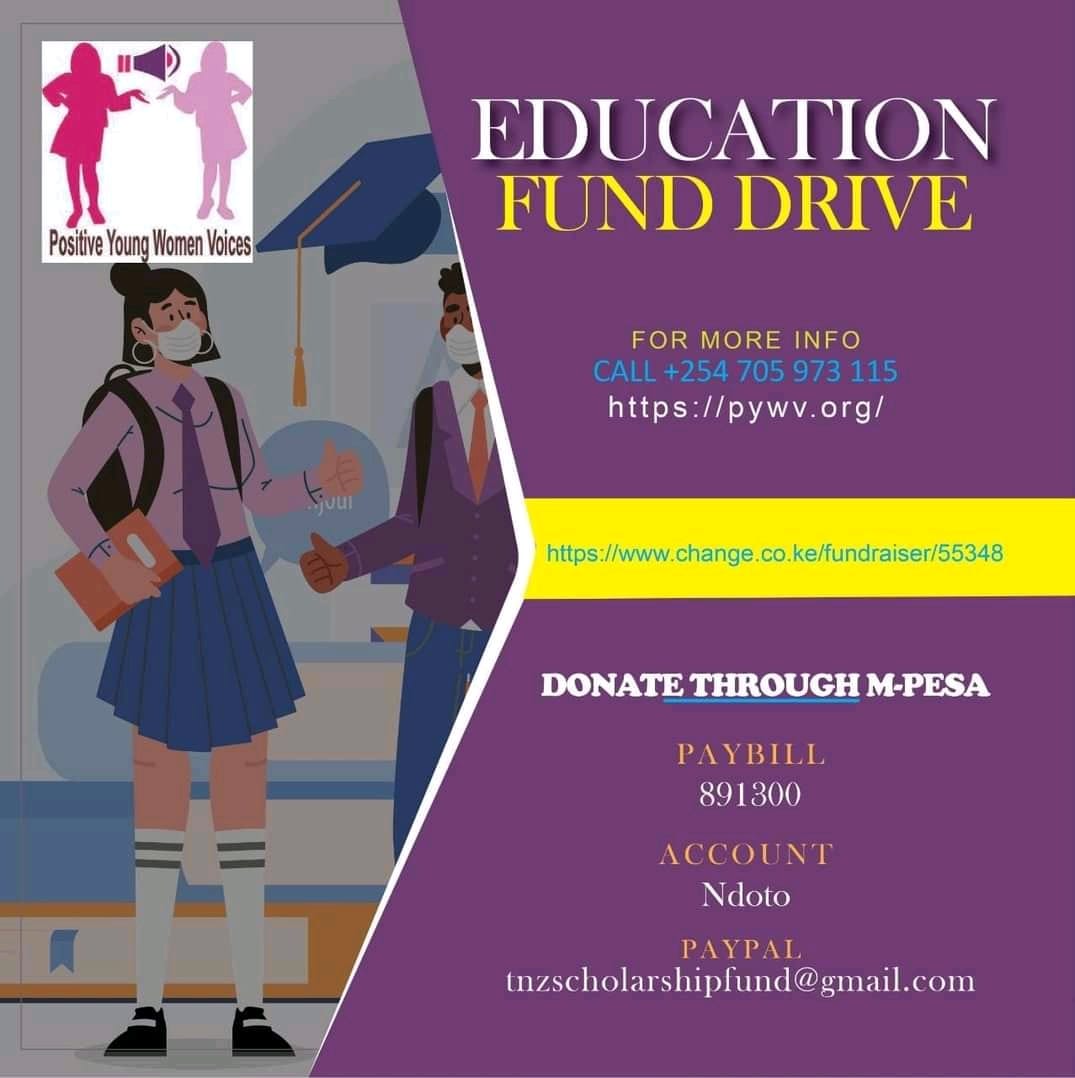 Positive Young Women Voices
EDUCATION
FUND DRIVE
FOR MORE INFO
CALL +254 705 973 115
https://pywv.org/
https://www.change.co.ke/fundraiser/55348
DONATE THROUGH M-PESA
PAYBILL
891300
ACCOUNT
Ndoto
PAYPAL
tnzscholarshipfund@gmail.com